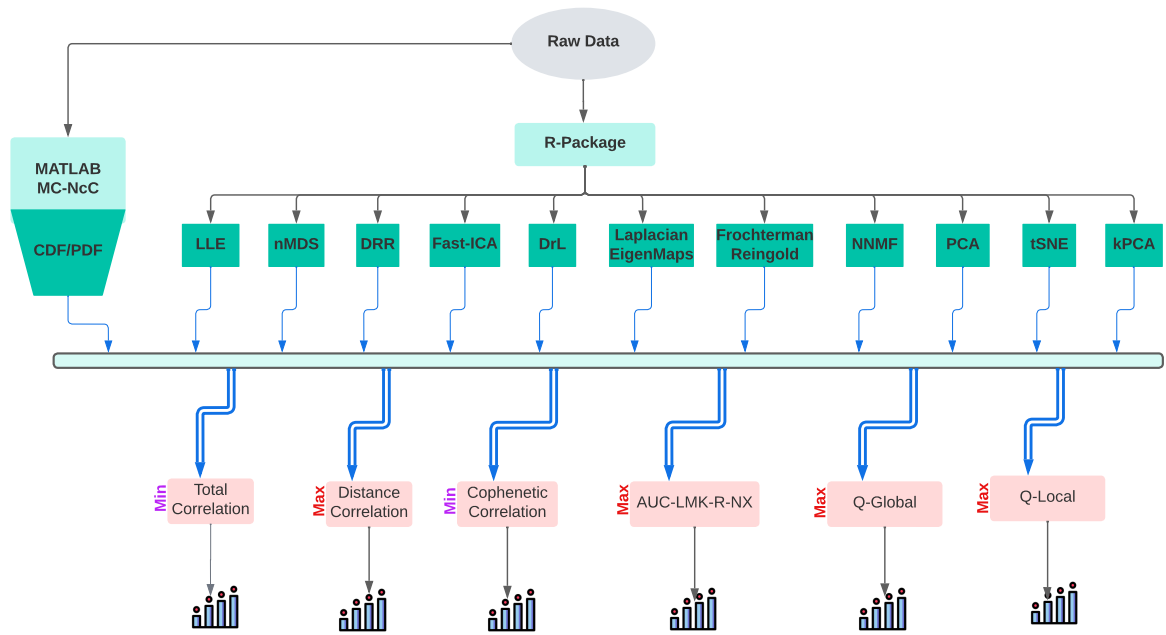 Raw Data
R-Package
MATLAB
MC-NcC
CDF/PDF
LLE
nMDS
DRR
Fast-ICA
DrL
Laplacian
EigenMaps
Frochterman
Reingold
NNMF
PCA
tSNE
kPCA
Min
Total
Correlation
Max
Distance
Correlation
Min
Cophenetic
Correlation
Max
AUC-LMK-R-NX
Max
Q-Global
Max
Q-Local